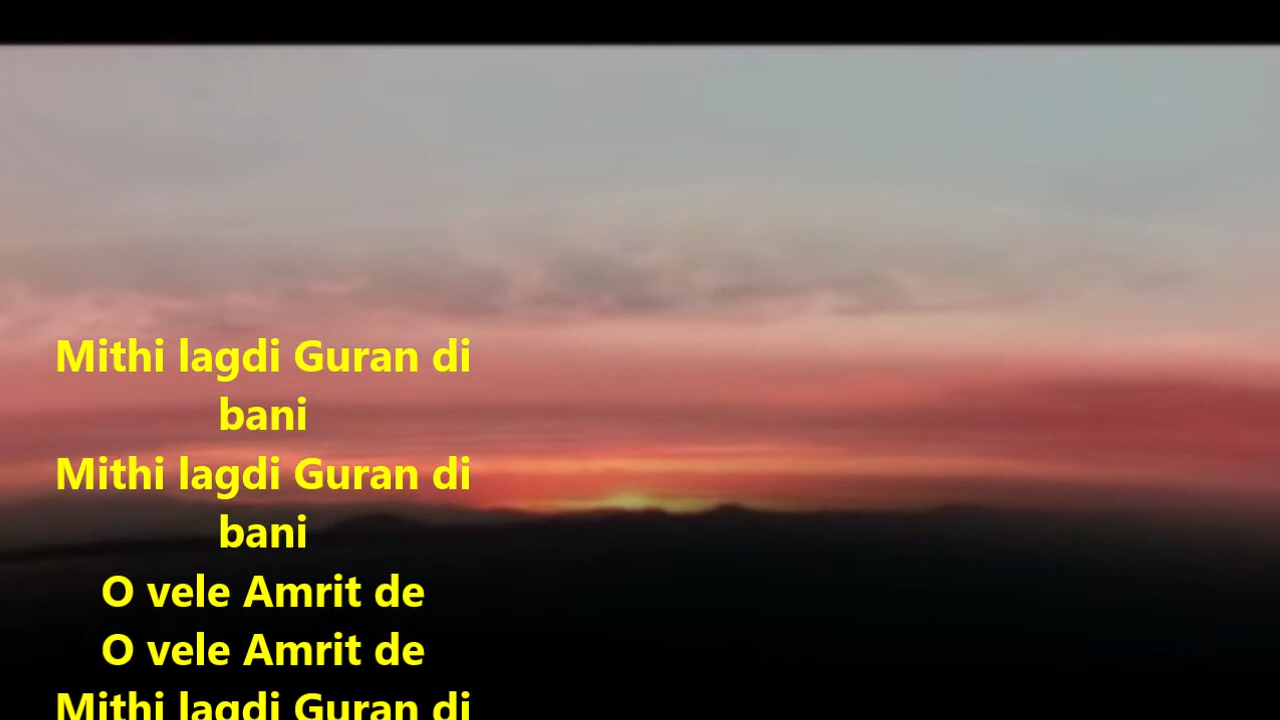 Mithi lagdi Guran di
bani
Mithi lagdi Guran di
bani
O vele Amrit de
O vele Amrit de
Mithi lagdi Guran di